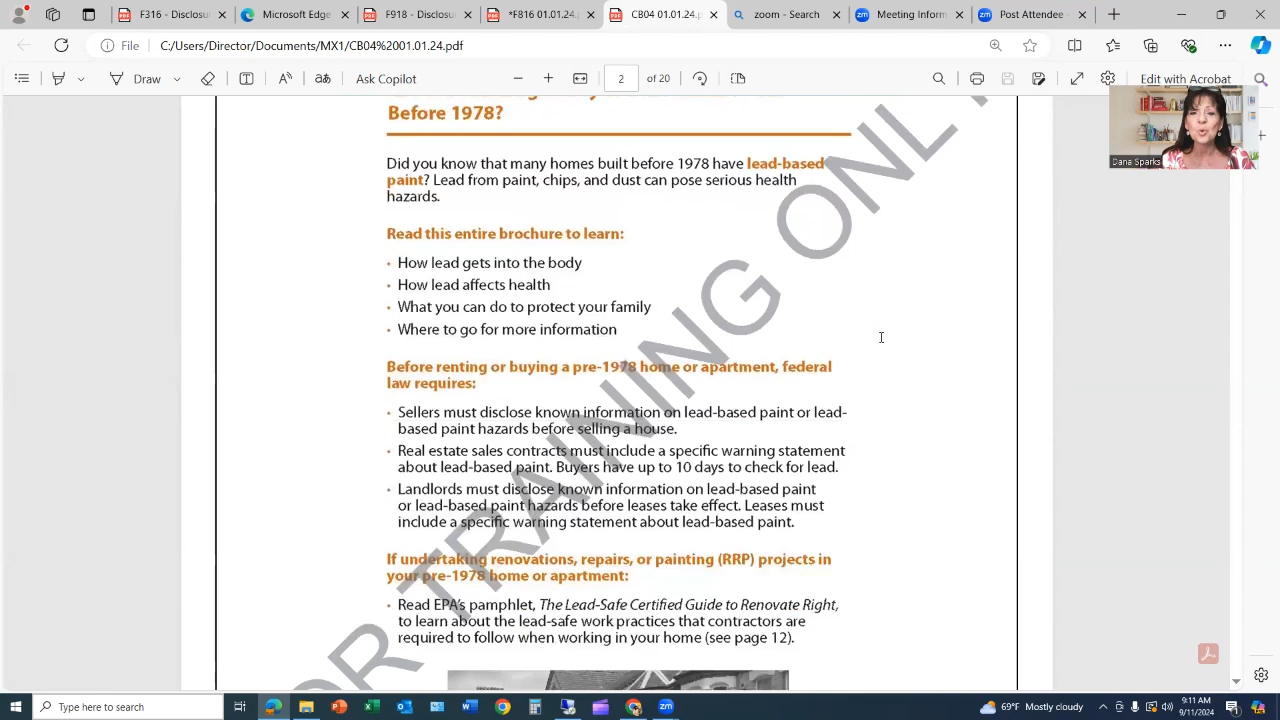 PDF - Disclosu
Editor - Midd
PDF - Septe
*F816-01.01.24.pdf
CB04 01.01.24
zoom - Search
Meeting Inform
Post Attendee
File
C:/Users/Director/Documents/MX1/CB04%2001.01.24.pdf
Draw
Ask Copilot
2
of 20
Edit with Acrobat
Before 1978?
Did you know that many homes built before 1978 have lead-based
paint? Lead from paint, chips, and dust can pose serious health
hazards.
Read this entire brochure to learn:
• How lead gets into the body
• How lead affects health
• What you can do to protect your family
• Where to go for more information
Before renting or buying a pre-1978 home or apartment, federal
law requires:
• Sellers must disclose known information on lead-based paint or lead-
based paint hazards before selling a house.
• Real estate sales contracts must include a specific warning statement
about lead-based paint. Buyers have up to 10 days to check for lead.
• Landlords must disclose known information on lead-based paint
or lead-based paint hazards before leases take effect. Leases must
include a specific warning statement about lead-based paint.
If undertaking renovations, repairs, or painting (RRP) projects in
your pre-1978 home or apartment:
• Read EPA's pamphlet, The Lead-Safe Certified Guide to Renovate Right,
to learn about the lead-safe work practices that contractors are
required to follow when working in your home (see page 12).
OR TRAINING ONL
Dana Sparks
Type here to search
69°F Mostly cloudy
9:11 AM
9/11/2024